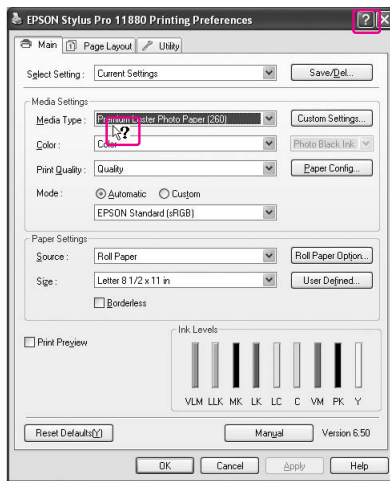 EPSON Stylus Pro 11880 Printing Preferences ? X
Main Page Layout Utility
Select Setting : Current Settings Save/Del...
Media Settings
Media Type : Premium Luster Photo Paper (260) Custom Settings...
?
Color : Color Photo Black Ink
Print Quality : Quality Paper Config...
Mode : Automatic Custom
EPSON Standard (sRGB)
Paper Settings
Source : Roll Paper Roll Paper Option...
Size : Letter 8 1/2 x 11 in User Defined...
Borderless
Print Preview
Ink Levels
VLM LLK MK LK LC C VM PK Y
Reset Defaults(Y) Manual Version 6.50
OK Cancel Apply Help